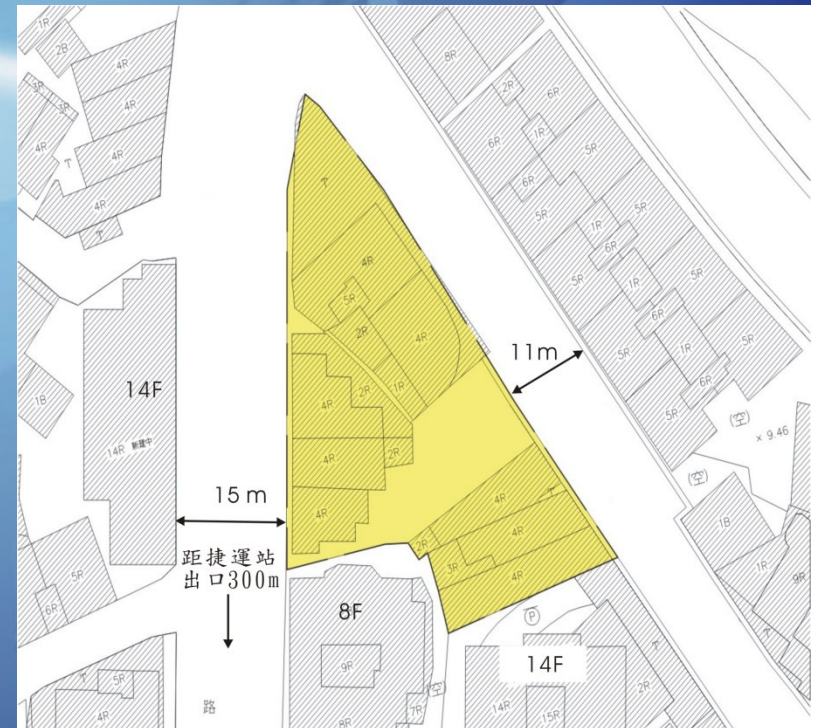 1R
2B
4R
3R
3R
4R
4R
4R
T
4R
4R
T
8R
2R
6R
6R
1R
5R
6R
5R
5R
1R
6R
5R
5R
1R
5R
6R
5R
1R
5R
6R
5R
(空)
× 9.46
(空)
1B
1R
9R
T
T
4R
5R
2R
4R
2R
1R
4R
4R
2R
4R
4R
T
4R
2R
3R
4R
11m
14F
14R 新建中
1B
15 m
距捷運站
出口300m
路
5R
6R
T
5R
4R
8F
9R
8R
7R
(空)
P
14F
14R
15R
2R
T